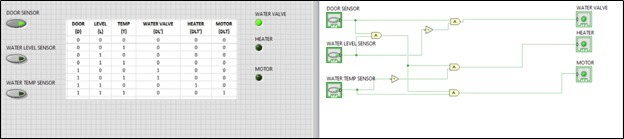 DOOR SENSOR
WATER LEVEL SENSOR
WATER TEMP SENSOR
DOOR LEVEL TEMP WATER VALVE HEATER MOTOR
(D) (L) (T) (DL') (DLT') (DLT)
0 0 0 0 0 0
0 0 1 0 0 0
0 1 0 0 0 0
0 1 1 0 0 0
1 0 0 1 0 0
1 0 1 1 0 0
1 1 0 0 1 0
1 1 1 0 0 1
WATER VALVE
HEATER
MOTOR
DOOR SENSOR
WATER LEVEL SENSOR
WATER TEMP SENSOR
WATER VALVE
HEATER
MOTOR